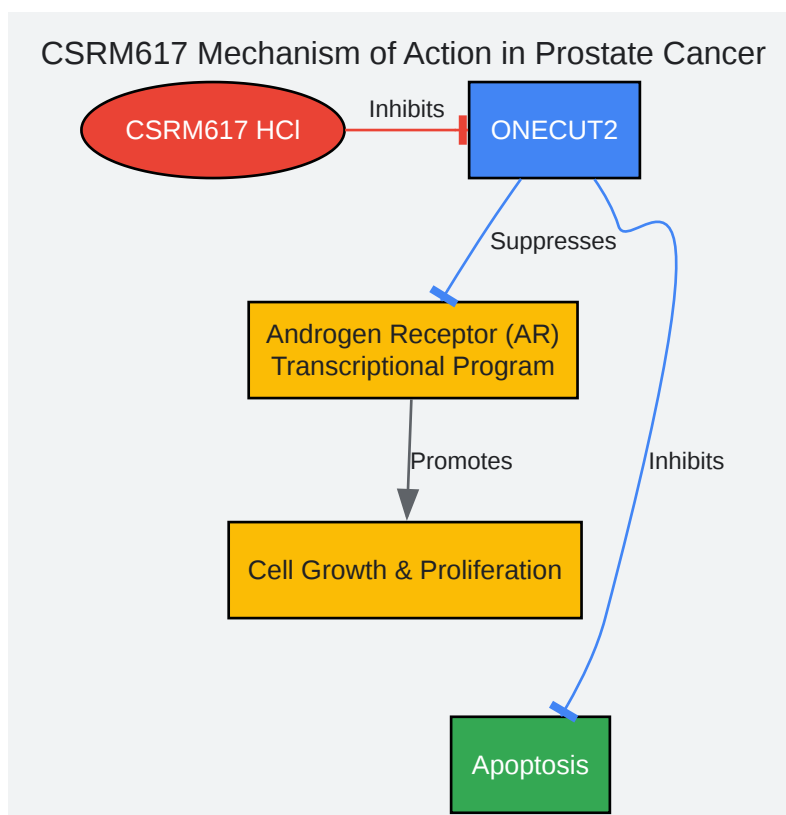 CSRM617 Mechanism of Action in Prostate Cancer
Inhibits
CSRM617 HCl
ONECUT2
Suppresses
Androgen Receptor (AR)
Transcriptional Program
Promotes
Inhibits
Cell Growth & Proliferation
Apoptosis